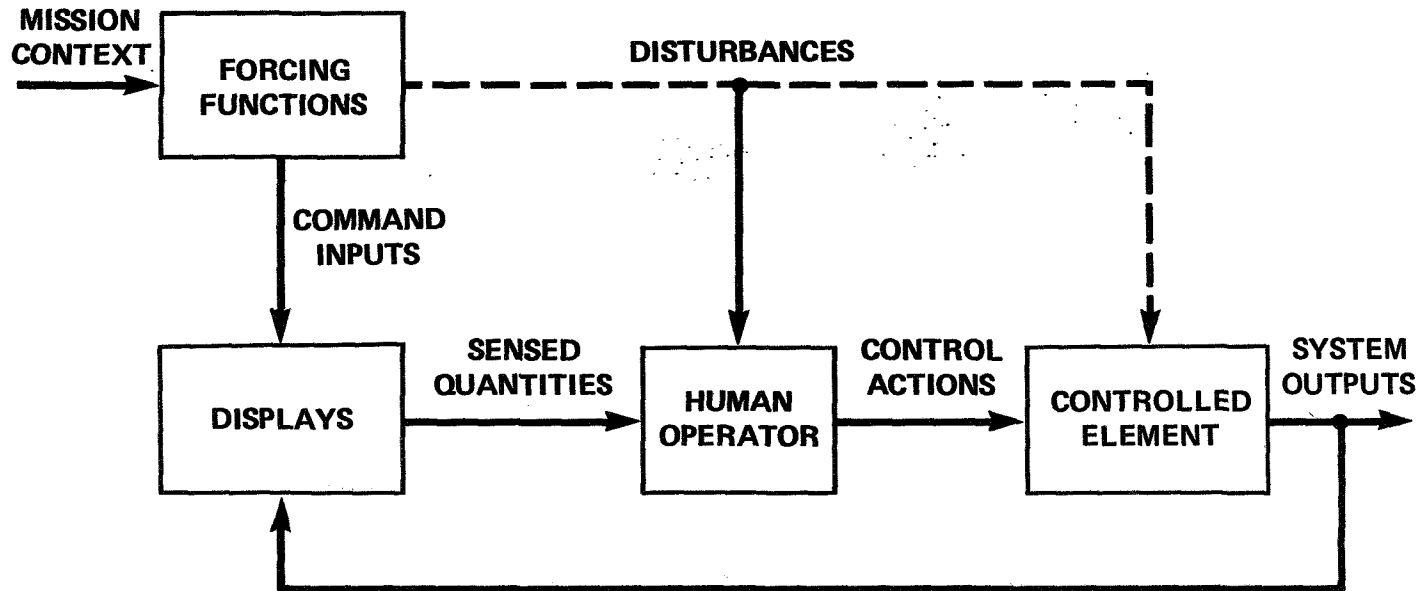 MISSION
CONTEXT
FORCING
FUNCTIONS
DISTURBANCES
COMMAND
INPUTS
DISPLAYS
SENSED
QUANTITIES
HUMAN
OPERATOR
CONTROL
ACTIONS
CONTROLLED
ELEMENT
SYSTEM
OUTPUTS